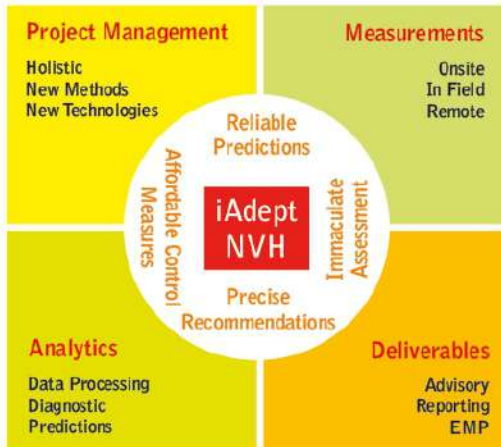 Project Management
Holistic
New Methods
New Technologies
Measurements
Onsite
In Field
Remote
Reliable
Predictions
Affordable Control
Measures
iAdept
NVH
Immaculate
Assessment
Precise
Recommendations
Analytics
Data Processing
Diagnostic
Predictions
Deliverables
Advisory
Reporting
EMP